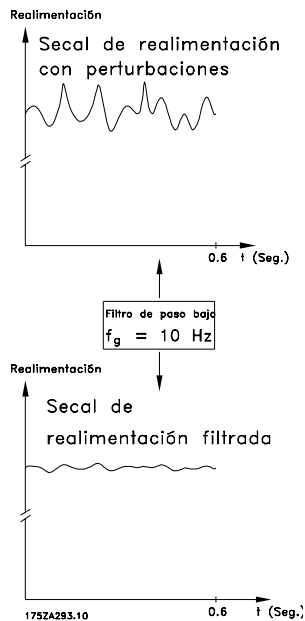 Realimentación
Secal de realimentación
con perturbaciones
0.6 t (Seg.)
Filtro de paso bajo
fg = 10 Hz
Realimentación
Secal de
realimentación filtrada
0.6 t (Seg.)
175ZA293.10